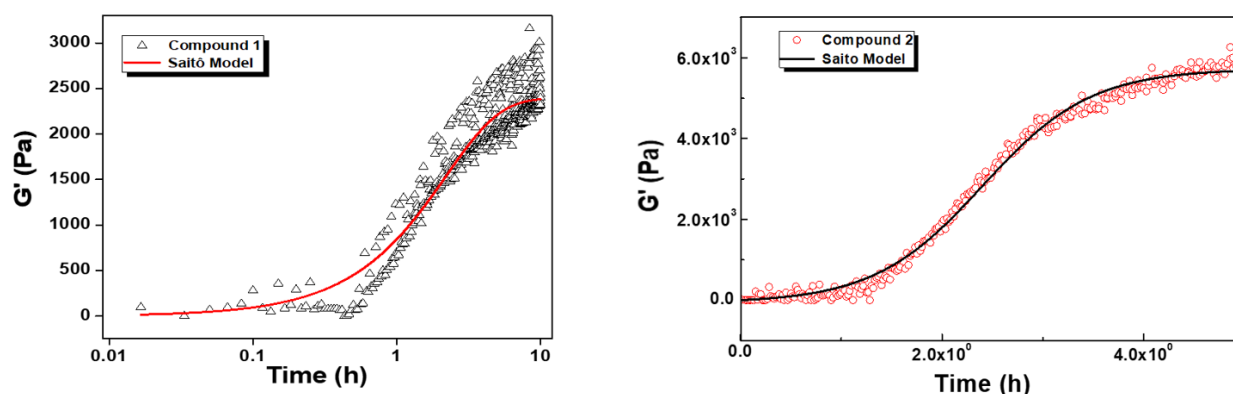 Compound 1
Saitô Model
G' (Pa)
3000
2500
2000
1500
1000
500
0
0.01 0.1 1 10
Time (h)
Compound 2
Saito Model
G' (Pa)
6.0x10³
4.0x10³
2.0x10³
0.0
0.0 2.0x10⁰ 4.0x10⁰
Time (h)